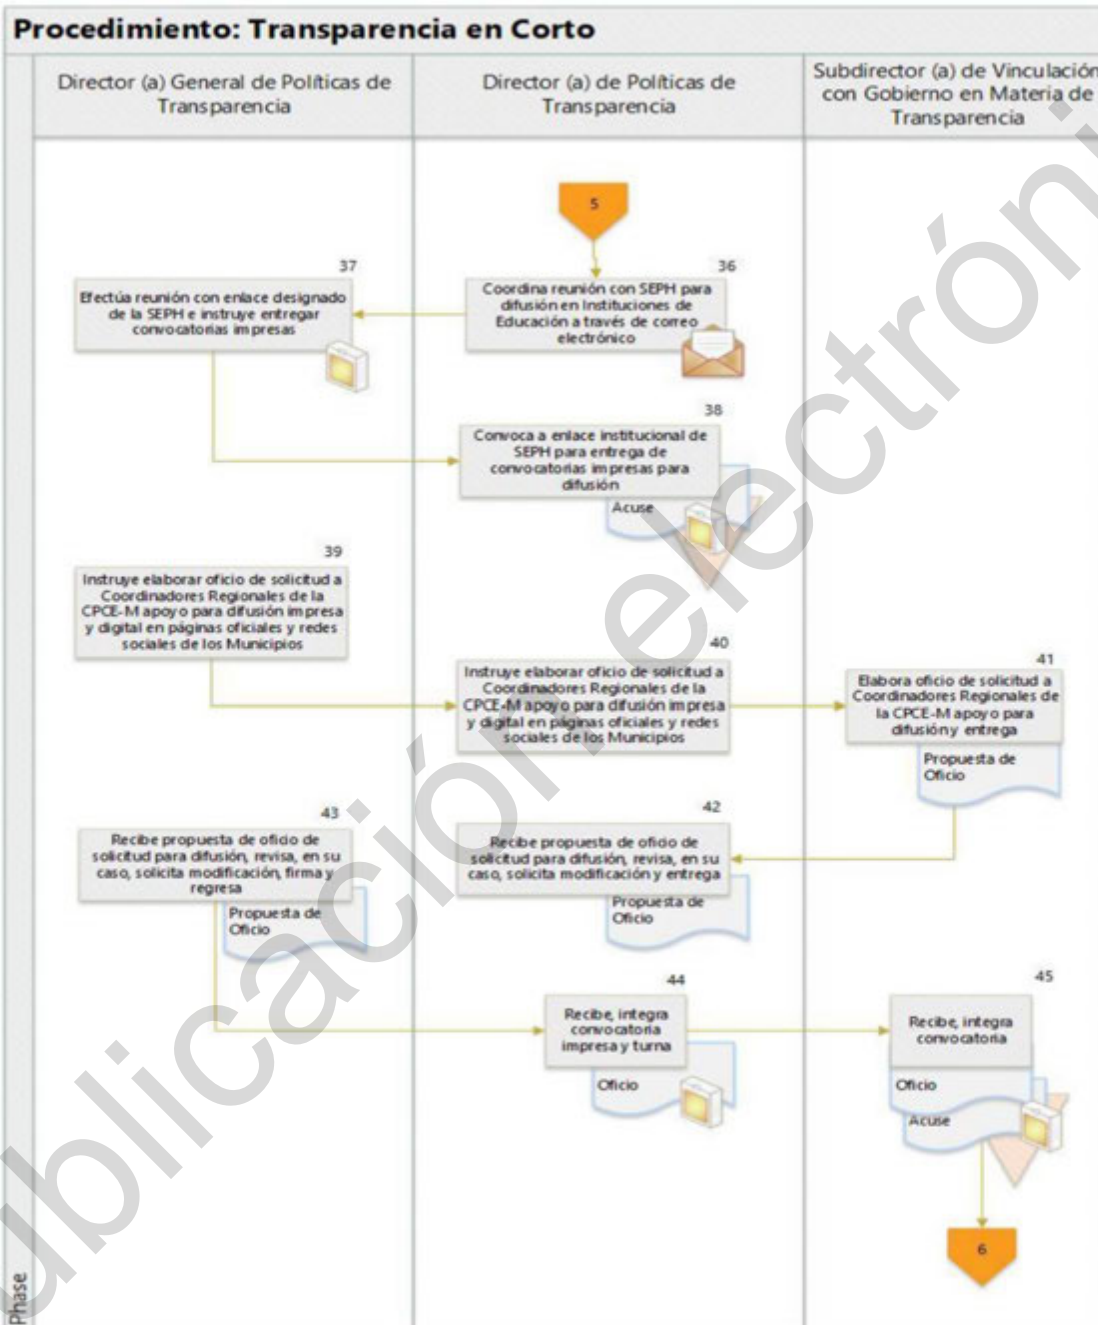 Procedimiento: Transparencia en Corto
Director (a) General de Políticas de
Transparencia
Director (a) de Políticas de
Transparencia
Subdirector (a) de Vinculación
con Gobierno en Materia de
Transparencia
5
36
Coordina reunión con SEPH para
difusión en Instituciones de
Educación a través de correo
electrónico
37
Efectúa reunión con enlace designado
de la SEPH e instruye entregar
convocatorias impresas
38
Convoca a enlace institucional de
SEPH para entrega de
convocatorias impresas para
difusión
Acuse
39
Instruye elaborar oficio de solicitud a
Coordinadores Regionales de la
CPCE-M apoyo para difusión impresa
y digital en páginas oficiales y redes
sociales de los Municipios
40
Instruye elaborar oficio de solicitud a
Coordinadores Regionales de la
CPCE-M apoyo para difusión impresa
y digital en páginas oficiales y redes
sociales de los Municipios
41
Elabora oficio de solicitud a
Coordinadores Regionales de
la CPCE-M apoyo para
difusión y entrega
Propuesta de
Oficio
42
Recibe propuesta de oficio de
solicitud para difusión, revisa, en su
caso, solicita modificación y entrega
Propuesta de
Oficio
43
Recibe propuesta de oficio de
solicitud para difusión, revisa, en su
caso, solicita modificación, firma y
regresa
Propuesta de
Oficio
44
Recibe, integra
convocatoria
impresa y turna
Oficio
45
Recibe, integra
convocatoria
Oficio
Acuse
6
Phase
ublicación electróni